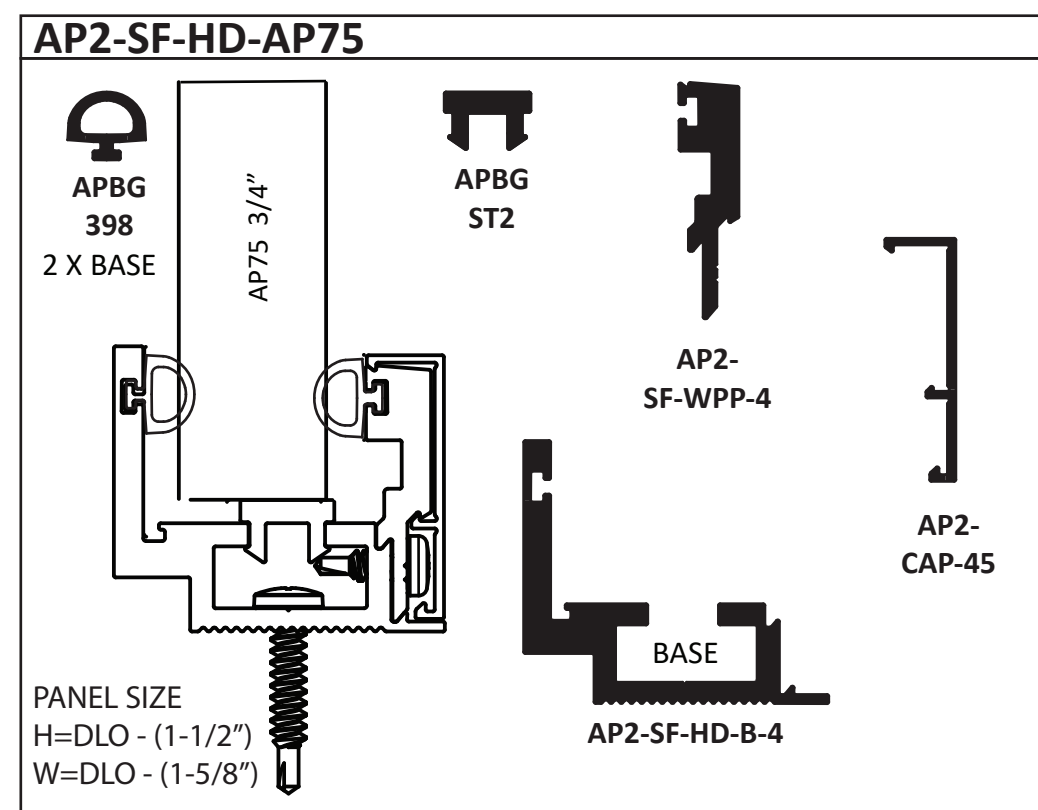 AP2-SF-HD-AP75
APBG
398
2 X BASE
AP75 3/4”
APBG
ST2
AP2-
SF-WPP-4
AP2-
CAP-45
BASE
AP2-SF-HD-B-4
PANEL SIZE
H=DLO - (1-1/2”)
W=DLO - (1-5/8”)